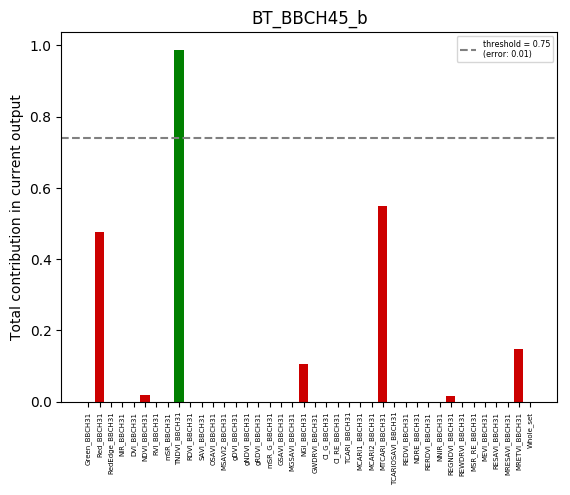 BT_BBCH45_b
threshold = 0.75
(error: 0.01)
Total contribution in current output
1.0
0.8
0.6
0.4
0.2
0.0
Green_BBCH31
Red_BBCH31
RedEdge_BBCH31
NIR_BBCH31
DVI_BBCH31
NDVI_BBCH31
RVI_BBCH31
mSR_BBCH31
TNDVI_BBCH31
RDVI_BBCH31
SAVI_BBCH31
OSAVI_BBCH31
MSAVI2_BBCH31
gDVI_BBCH31
gNDVI_BBCH31
gRDVI_BBCH31
mSR_G_BBCH31
GSAVI_BBCH31
MGSAVI_BBCH31
NGI_BBCH31
GWDRVI_BBCH31
CI_G_BBCH31
CI_RE_BBCH31
TCARI_BBCH31
MCARI1_BBCH31
MCARI2_BBCH31
MTCARI_BBCH31
TCARIOSAVI_BBCH31
REDVI_BBCH31
NDRE_BBCH31
RERDVI_BBCH31
NNIR_BBCH31
REGNDVI_BBCH31
REWDRVI_BBCH31
MSR_RE_BBCH31
MEVI_BBCH31
RESAVI_BBCH31
MRESAVI_BBCH31
MRETVI_BBCH31
Whole_set